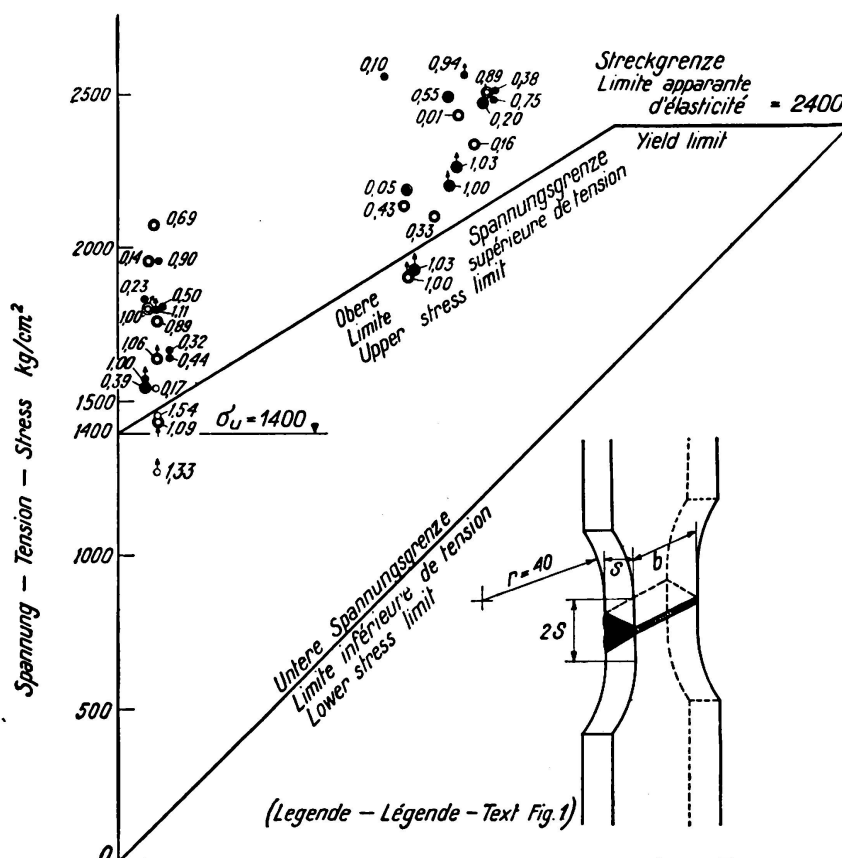 Spannung – Tension – Stress kg/cm²
2500
2000
1500
1400
1000
500
0
0,10
0,94
0,89
0,38
0,55
0,75
0,01
0,20
0,16
1,03
0,05
1,00
0,43
0,33
1,03
1,00
0,69
0,14
0,90
0,23
0,50
1,00
1,11
0,89
1,06
0,32
1,00
0,44
0,39
0,17
1,54
1,09
1,33
σu = 1400
Streckgrenze
Limite apparante
d'élasticité = 2400
Yield limit
Obere Spannungsgrenze
Limite supérieure de tension
Upper stress limit
Untere Spannungsgrenze
Limite inférieure de tension
Lower stress limit
r = 40
s
b
2S
(Legende – Légende – Text Fig. 1)